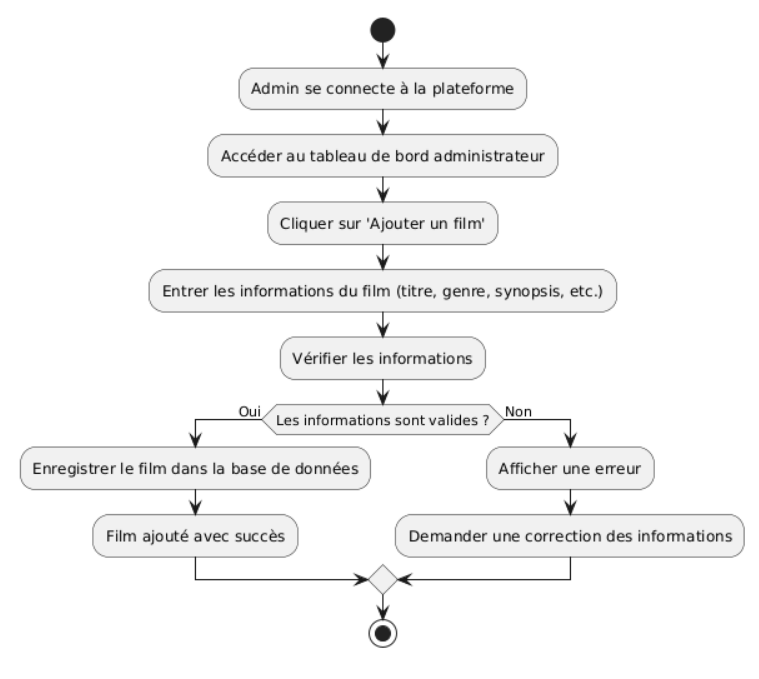 Admin se connecte à la plateforme
Accéder au tableau de bord administrateur
Cliquer sur 'Ajouter un film'
Entrer les informations du film (titre, genre, synopsis, etc.)
Vérifier les informations
Oui
Les informations sont valides ?
Non
Enregistrer le film dans la base de données
Afficher une erreur
Film ajouté avec succès
Demander une correction des informations